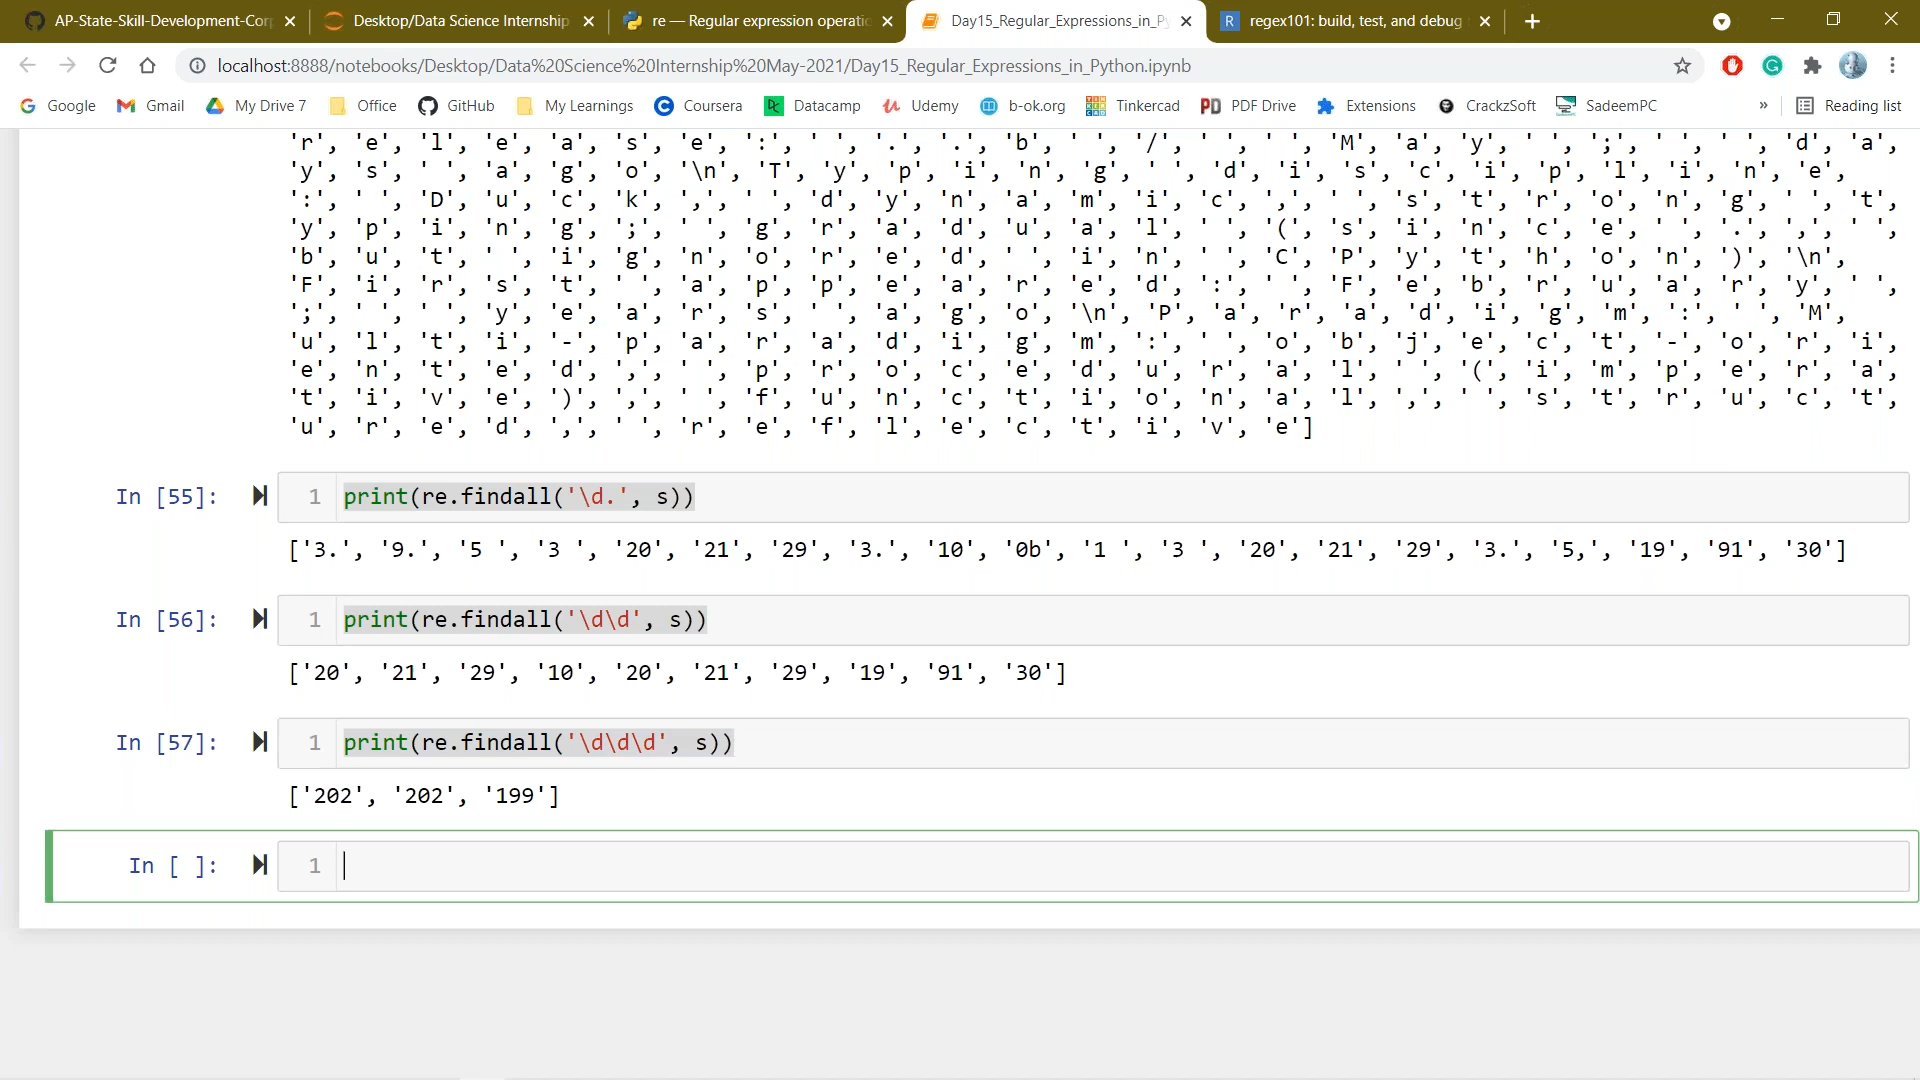 AP-State-Skill-Development-Corp
Desktop/Data Science Internship
re — Regular expression operatio
Day15_Regular_Expressions_in_P
regex101: build, test, and debug
localhost:8888/notebooks/Desktop/Data%20Science%20Internship%20May-2021/Day15_Regular_Expressions_in_Python.ipynb
Google Gmail My Drive 7 Office GitHub My Learnings Coursera Datacamp Udemy b-ok.org Tinkercad PDF Drive Extensions CrackzSoft SadeemPC » Reading list
'r', 'e', 'l', 'e', 'a', 's', 'e', ':', ' ', '.', '.', 'b', ' ', '/', ' ', ' ', 'M', 'a', 'y', ' ', ';', ' ', ' ', 'd', 'a',
'y', 's', ' ', 'a', 'g', 'o', '\n', 'T', 'y', 'p', 'i', 'n', 'g', ' ', 'd', 'i', 's', 'c', 'i', 'p', 'l', 'i', 'n', 'e',
':', ' ', 'D', 'u', 'c', 'k', ',', ' ', 'd', 'y', 'n', 'a', 'm', 'i', 'c', ',', ' ', 's', 't', 'r', 'o', 'n', 'g', ' ', 't',
'y', 'p', 'i', 'n', 'g', ';', ' ', 'g', 'r', 'a', 'd', 'u', 'a', 'l', ' ', '(', 's', 'i', 'n', 'c', 'e', ' ', '.', ',', ' ',
'b', 'u', 't', ' ', 'i', 'g', 'n', 'o', 'r', 'e', 'd', ' ', 'i', 'n', ' ', 'C', 'P', 'y', 't', 'h', 'o', 'n', ')', '\n',
'F', 'i', 'r', 's', 't', ' ', 'a', 'p', 'p', 'e', 'a', 'r', 'e', 'd', ':', ' ', 'F', 'e', 'b', 'r', 'u', 'a', 'r', 'y', ' ',
';', ' ', ' ', 'y', 'e', 'a', 'r', 's', ' ', 'a', 'g', 'o', '\n', 'P', 'a', 'r', 'a', 'd', 'i', 'g', 'm', ':', ' ', 'M',
'u', 'l', 't', 'i', '-', 'p', 'a', 'r', 'a', 'd', 'i', 'g', 'm', ':', ' ', 'o', 'b', 'j', 'e', 'c', 't', '-', 'o', 'r', 'i',
'e', 'n', 't', 'e', 'd', ',', ' ', 'p', 'r', 'o', 'c', 'e', 'd', 'u', 'r', 'a', 'l', ' ', '(', 'i', 'm', 'p', 'e', 'r', 'a',
't', 'i', 'v', 'e', ')', ',', ' ', 'f', 'u', 'n', 'c', 't', 'i', 'o', 'n', 'a', 'l', ',', ' ', 's', 't', 'r', 'u', 'c', 't',
'u', 'r', 'e', 'd', ',', ' ', 'r', 'e', 'f', 'l', 'e', 'c', 't', 'i', 'v', 'e']
In [55]: 1 print(re.findall('\d.', s))
['3.', '9.', '5 ', '3 ', '20', '21', '29', '3.', '10', '0b', '1 ', '3 ', '20', '21', '29', '3.', '5,', '19', '91', '30']
In [56]: 1 print(re.findall('\d\d', s))
['20', '21', '29', '10', '20', '21', '29', '19', '91', '30']
In [57]: 1 print(re.findall('\d\d\d', s))
['202', '202', '199']
In [ ]: 1